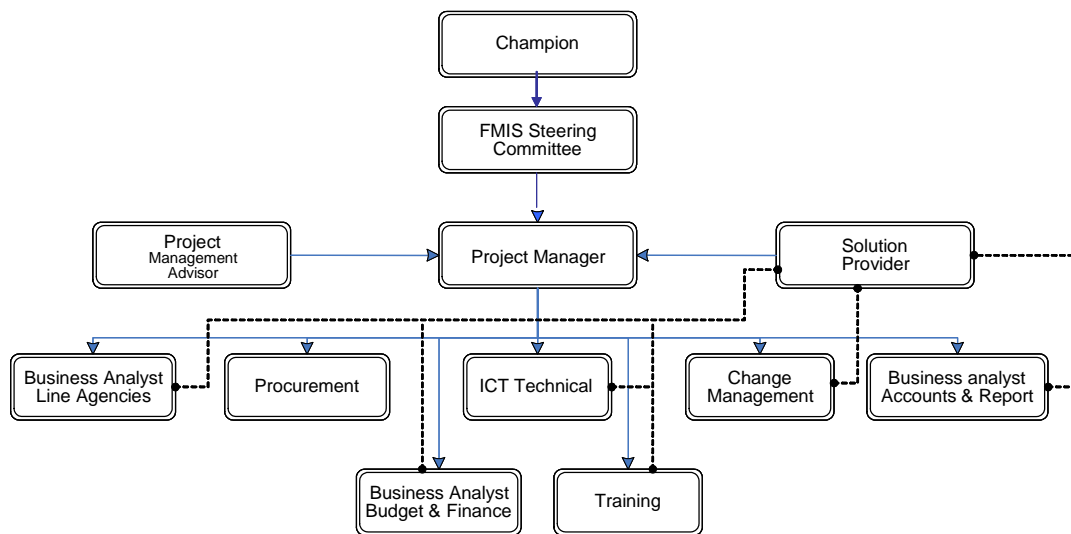 Champion
FMIS Steering
Committee
Project
Management
Advisor
Project Manager
Solution
Provider
Business Analyst
Line Agencies
Procurement
ICT Technical
Change
Management
Business analyst
Accounts & Report
Business Analyst
Budget & Finance
Training